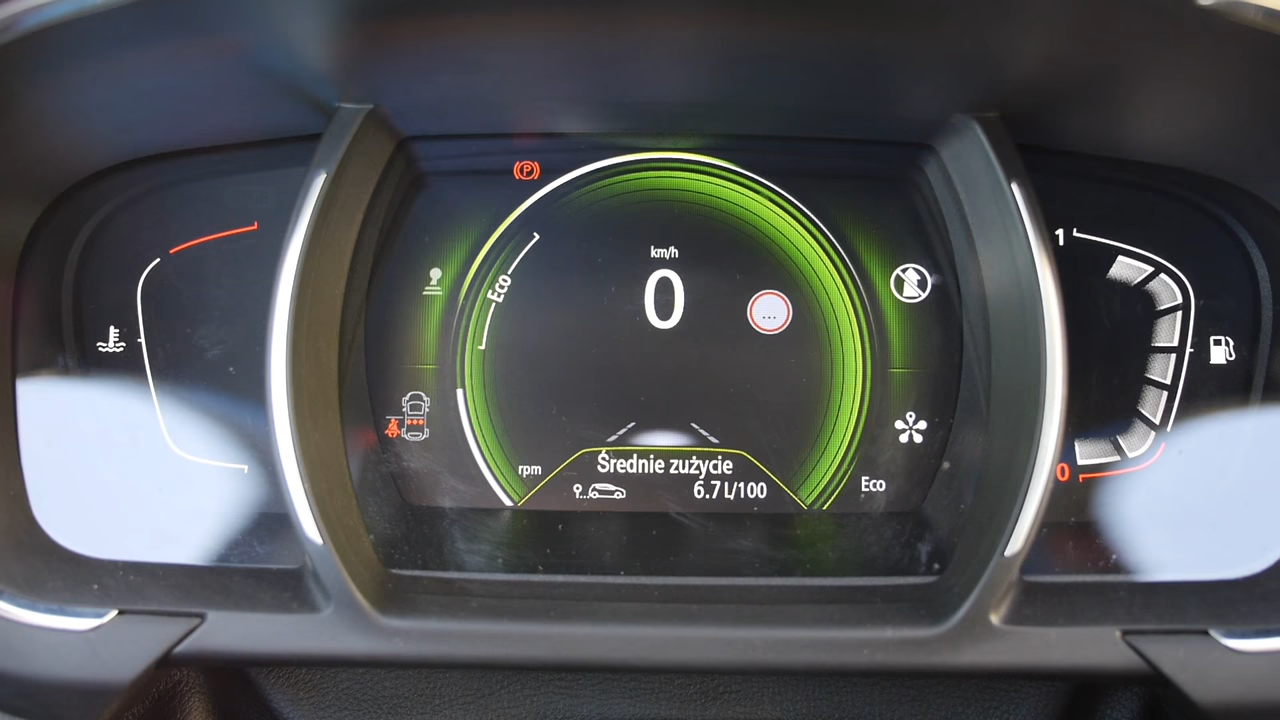 P
km/h
0
...
Eco
1
0
rpm
Średnie zużycie
6.7 L/100
Eco